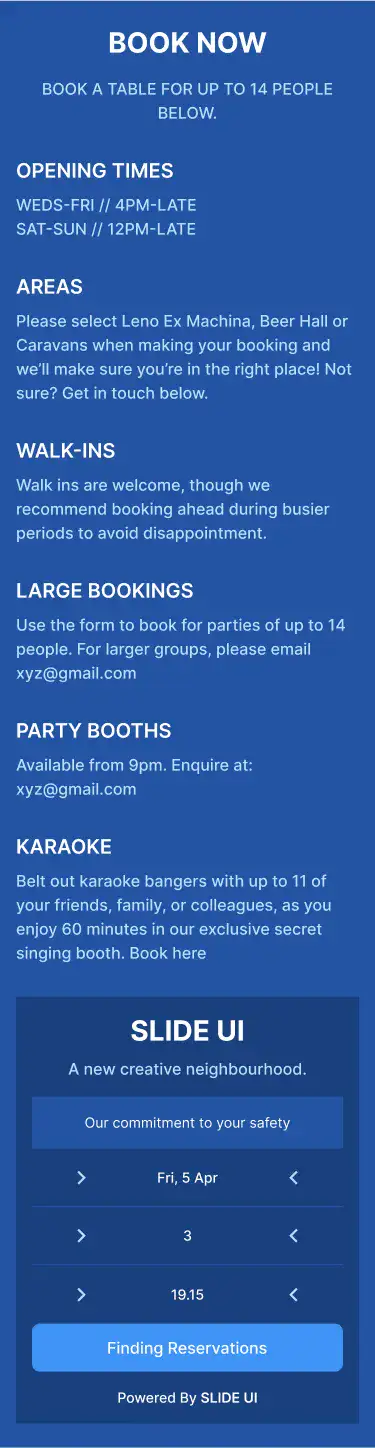 BOOK NOW
BOOK A TABLE FOR UP TO 14 PEOPLE
BELOW.
OPENING TIMES
WEDS-FRI // 4PM-LATE
SAT-SUN // 12PM-LATE
AREAS
Please select Leno Ex Machina, Beer Hall or
Caravans when making your booking and
we’ll make sure you’re in the right place! Not
sure? Get in touch below.
WALK-INS
Walk ins are welcome, though we
recommend booking ahead during busier
periods to avoid disappointment.
LARGE BOOKINGS
Use the form to book for parties of up to 14
people. For larger groups, please email
xyz@gmail.com
PARTY BOOTHS
Available from 9pm. Enquire at:
xyz@gmail.com
KARAOKE
Belt out karaoke bangers with up to 11 of
your friends, family, or colleagues, as you
enjoy 60 minutes in our exclusive secret
singing booth. Book here
SLIDE UI
A new creative neighbourhood.
Our commitment to your safety
Fri, 5 Apr
3
19.15
Finding Reservations
Powered By SLIDE UI